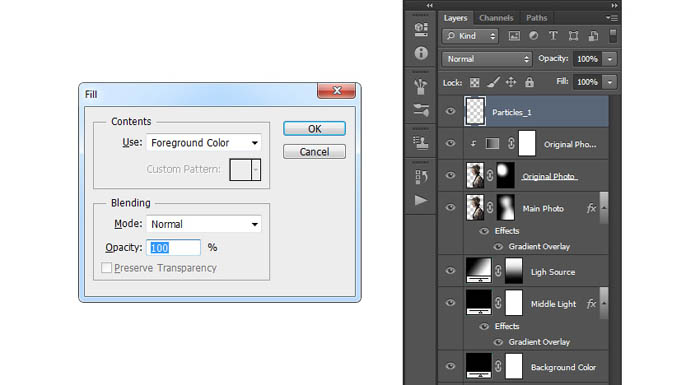 Fill
Contents
Use: Foreground Color
Custom Pattern:
Blending
Mode: Normal
Opacity: 100 %
Preserve Transparency
OK
Cancel
Layers Channels Paths
Kind
Normal Opacity: 100%
Lock: Fill: 100%
Particles_1
Original Pho...
Original Photo
Main Photo fx
Effects
Gradient Overlay
Ligh Source
Middle Light fx
Effects
Gradient Overlay
Background Color